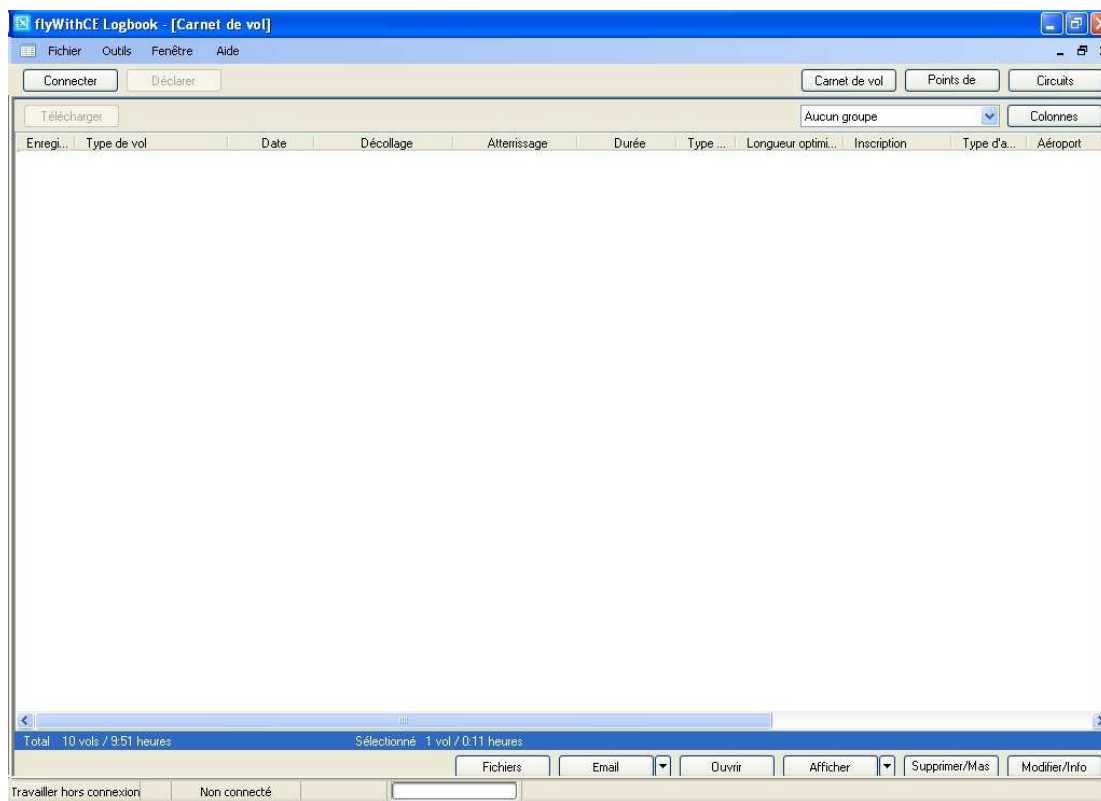 flyWithCE Logbook - [Carnet de vol]
Fichier Outils Fenêtre Aide
Connecter Déclarer Carnet de vol Points de Circuits
Télécharger Aucun groupe Colonnes
Enregi... Type de vol Date Décollage Atterrissage Durée Type ... Longueur optimi... Inscription Type d'a... Aéroport
Total 10 vols / 9:51 heures Sélectionné 1 vol / 0:11 heures
Fichiers Email Ouvrir Afficher Supprimer/Mas Modifier/Info
Travailler hors connexion Non connecté